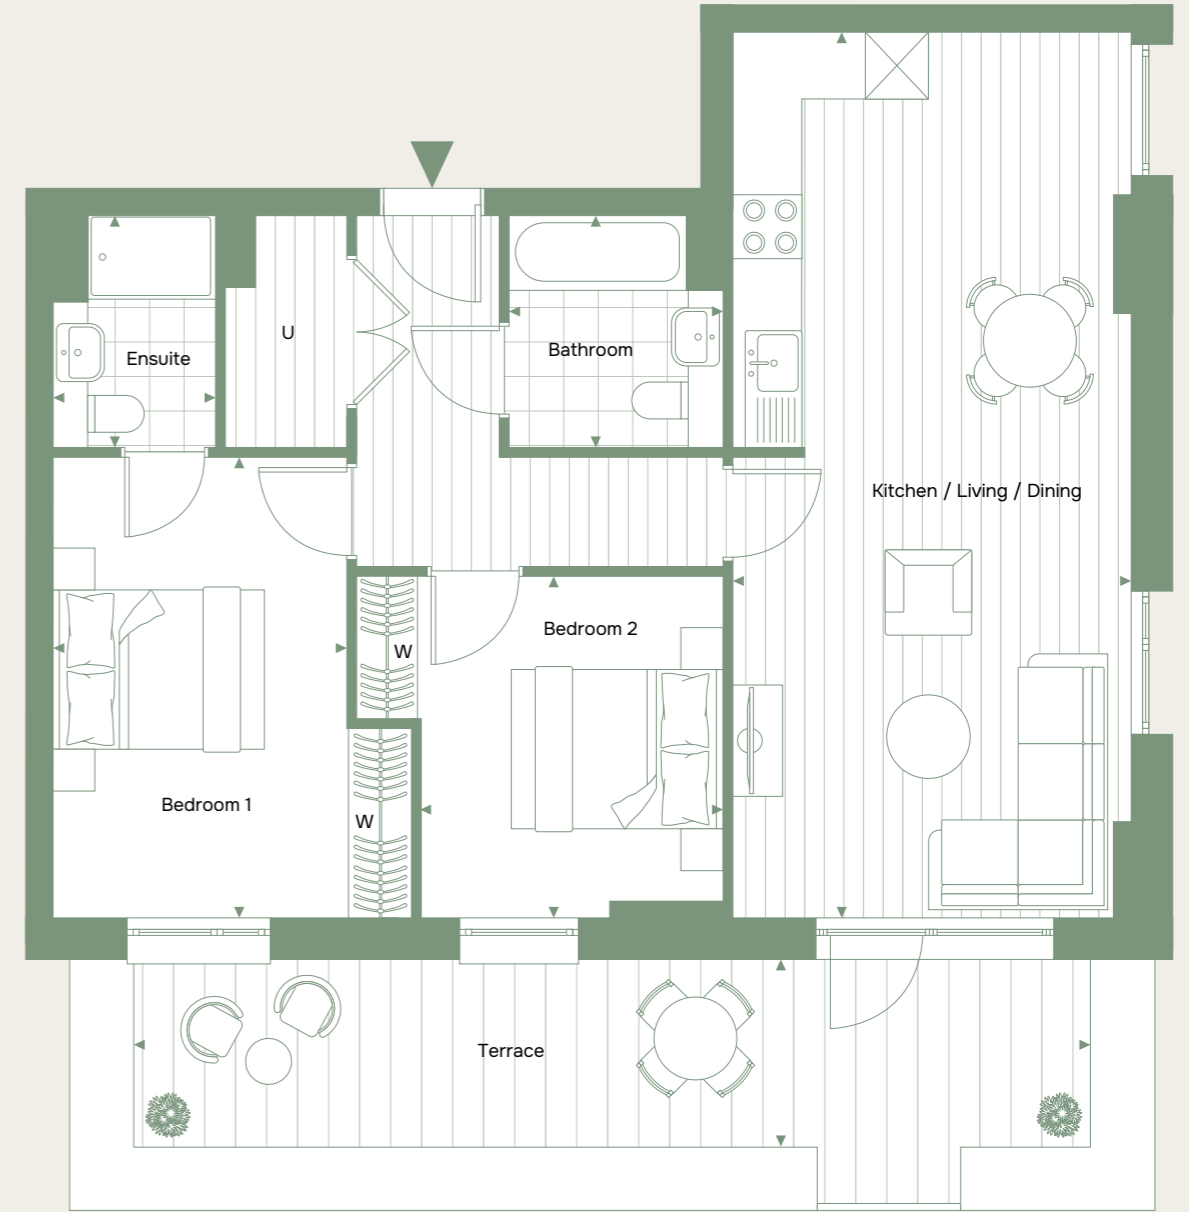 U
Ensuite
Bathroom
Kitchen / Living / Dining
Bedroom 2
W
Bedroom 1
W
Terrace